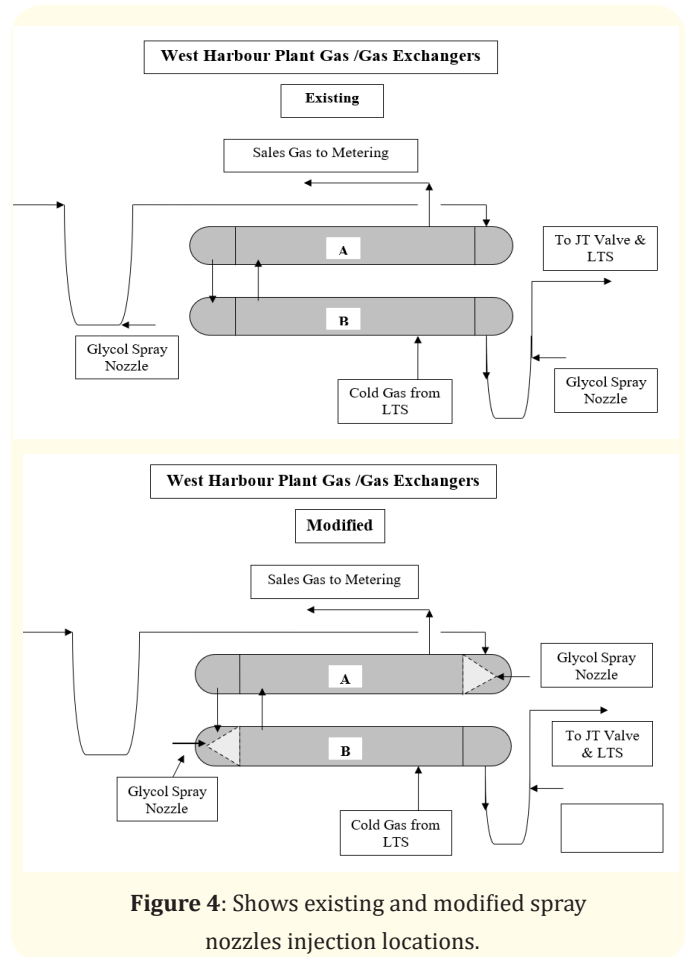 West Harbour Plant Gas /Gas Exchangers
Existing
Sales Gas to Metering
A
To JT Valve &
LTS
B
Glycol Spray
Nozzle
Cold Gas from
LTS
Glycol Spray
Nozzle
West Harbour Plant Gas /Gas Exchangers
Modified
Sales Gas to Metering
A
Glycol Spray
Nozzle
To JT Valve
& LTS
B
Glycol Spray
Nozzle
Cold Gas from
LTS
Figure 4: Shows existing and modified spray
nozzles injection locations.